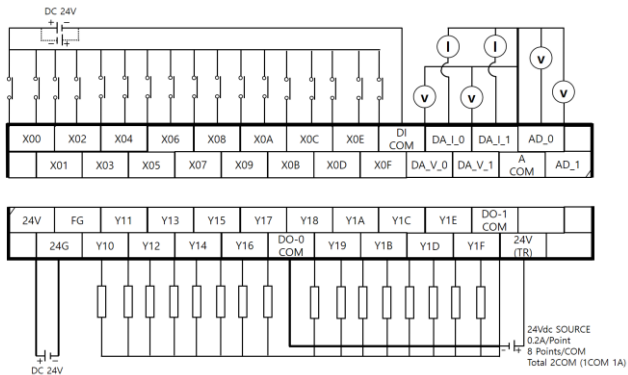 DC 24V
+ -
- +
I I
V
V V V
X00 X02 X04 X06 X08 X0A X0C X0E DI COM DA_I_0 DA_I_1 AD_0
X01 X03 X05 X07 X09 X0B X0D X0F DA_V_0 DA_V_1 A COM AD_1
24V FG Y11 Y13 Y15 Y17 Y18 Y1A Y1C Y1E DO-1 COM
24G Y10 Y12 Y14 Y16 DO-0 COM Y19 Y1B Y1D Y1F 24V (TR)
- +
24Vdc SOURCE
0.2A/Point
8 Points/COM
Total 2COM (1COM 1A)
+ -
DC 24V